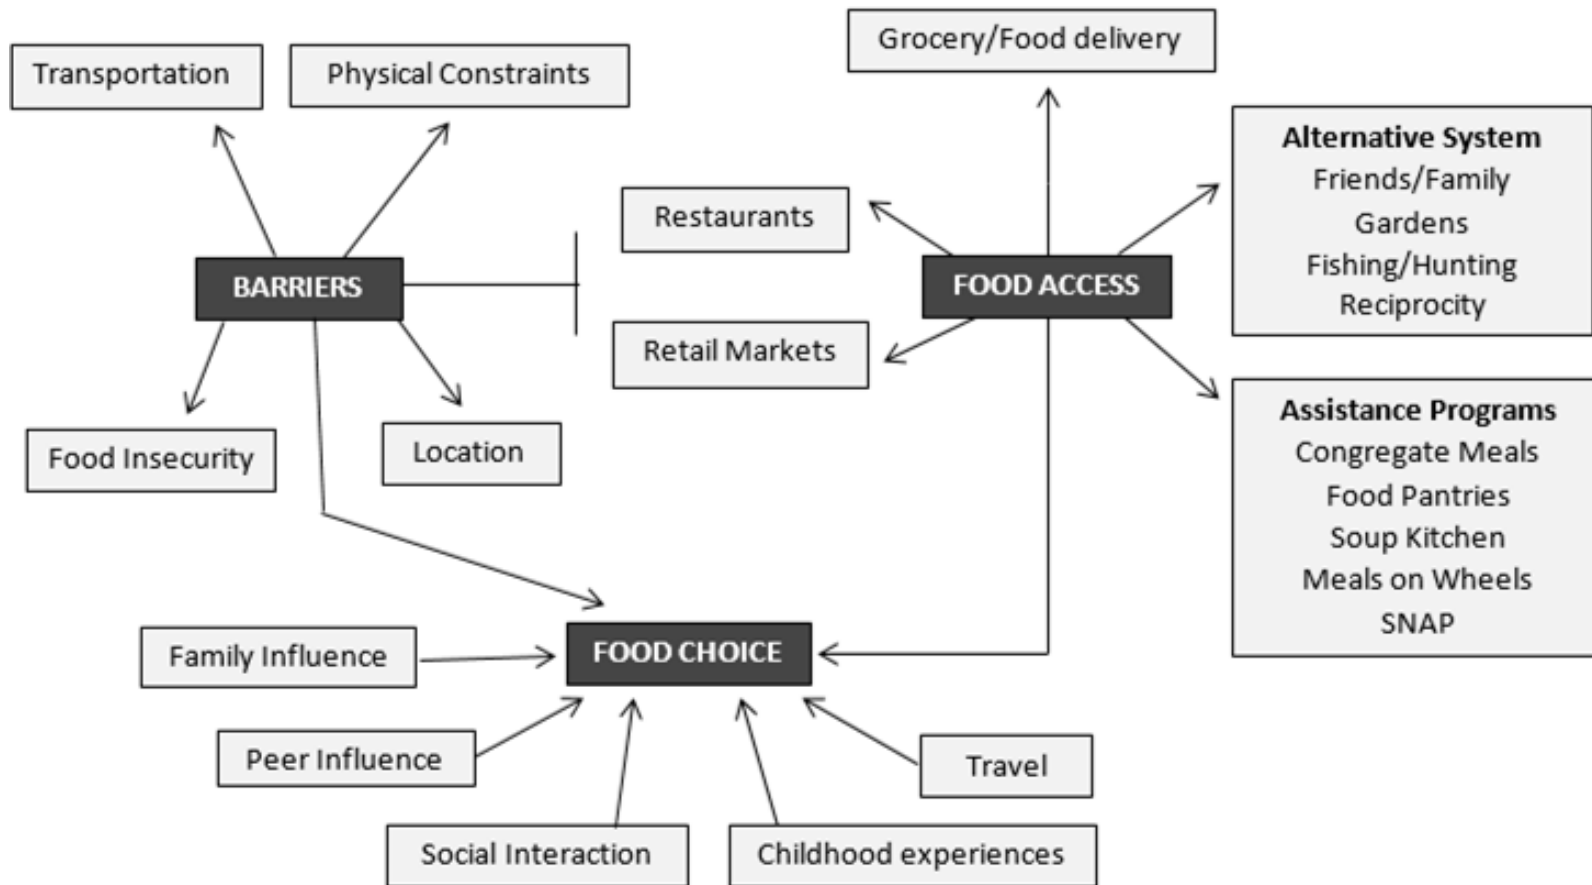 Grocery/Food delivery
Transportation
Physical Constraints
Alternative System
Friends/Family
Gardens
Fishing/Hunting
Reciprocity
Restaurants
BARRIERS
FOOD ACCESS
Retail Markets
Assistance Programs
Congregate Meals
Food Pantries
Soup Kitchen
Meals on Wheels
SNAP
Food Insecurity
Location
Family Influence
FOOD CHOICE
Peer Influence
Travel
Social Interaction
Childhood experiences